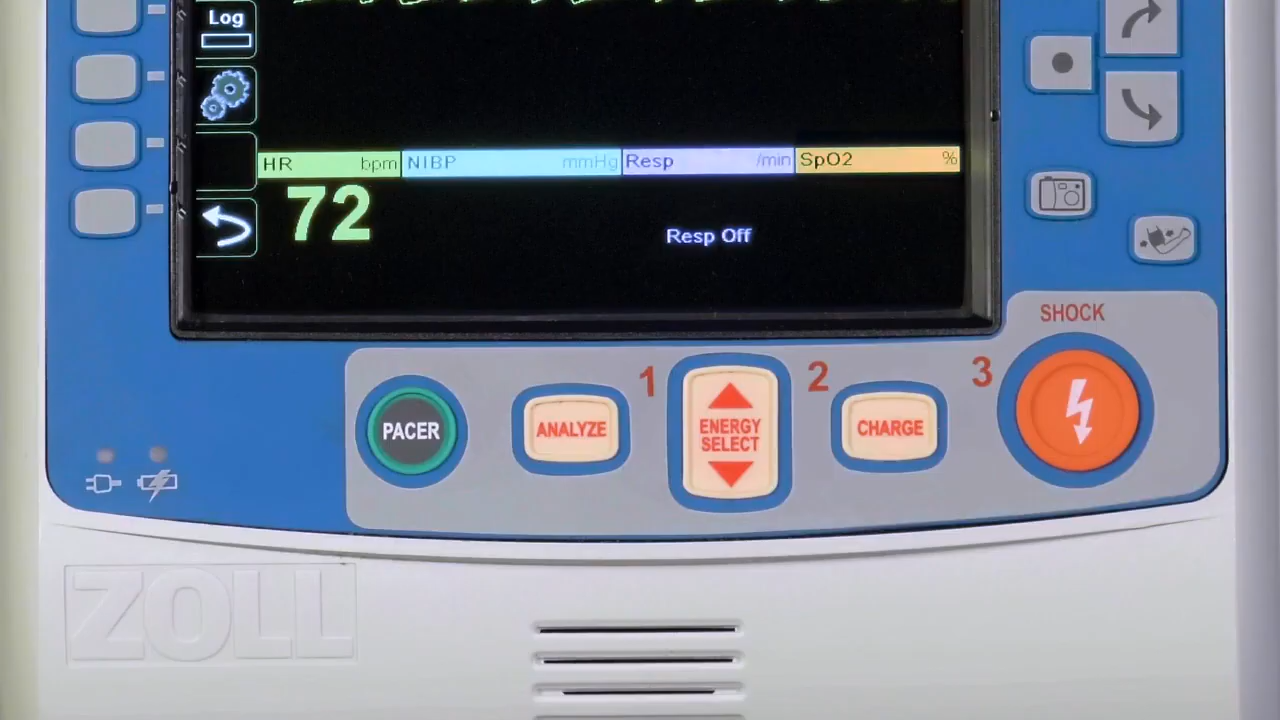 Log
HR bpm NIBP mmHg Resp /min SpO2 %
72
Resp Off
SHOCK
1 2 3
PACER
ANALYZE
ENERGY
SELECT
CHARGE
ZOLL